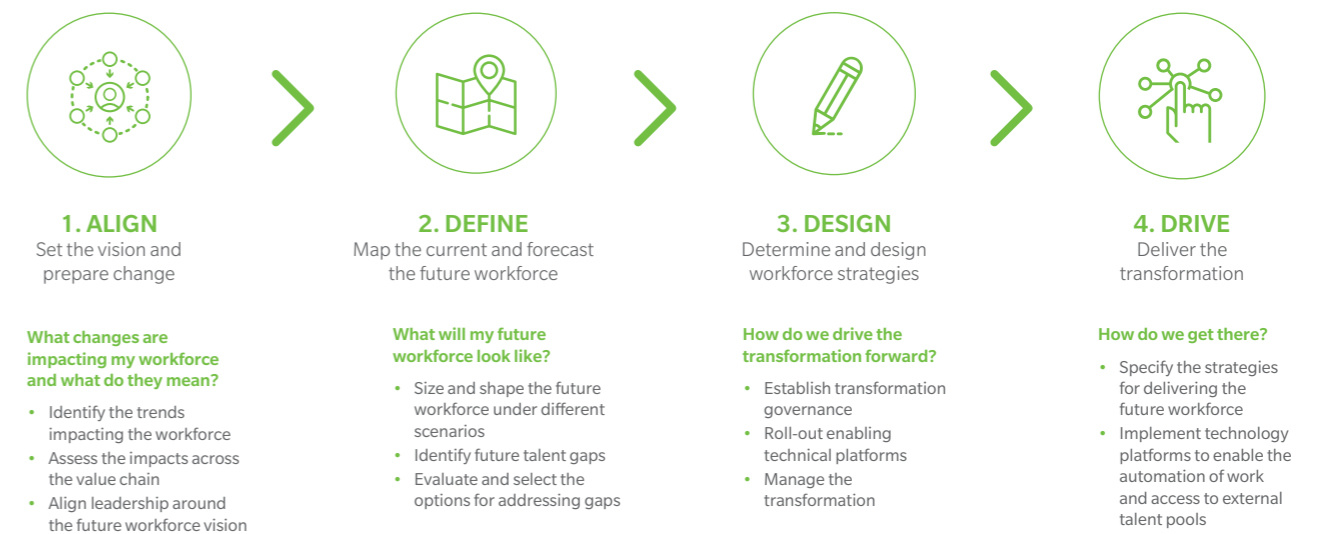 1. ALIGN
Set the vision and
prepare change
What changes are
impacting my workforce
and what do they mean?
• Identify the trends
impacting the workforce
• Assess the impacts across
the value chain
• Align leadership around
the future workforce vision
2. DEFINE
Map the current and forecast
the future workforce
What will my future
workforce look like?
• Size and shape the future
workforce under different
scenarios
• Identify future talent gaps
• Evaluate and select the
options for addressing gaps
3. DESIGN
Determine and design
workforce strategies
How do we drive the
transformation forward?
• Establish transformation
governance
• Roll-out enabling
technical platforms
• Manage the
transformation
4. DRIVE
Deliver the
transformation
How do we get there?
• Specify the strategies
for delivering the
future workforce
• Implement technology
platforms to enable the
automation of work
and access to external
talent pools